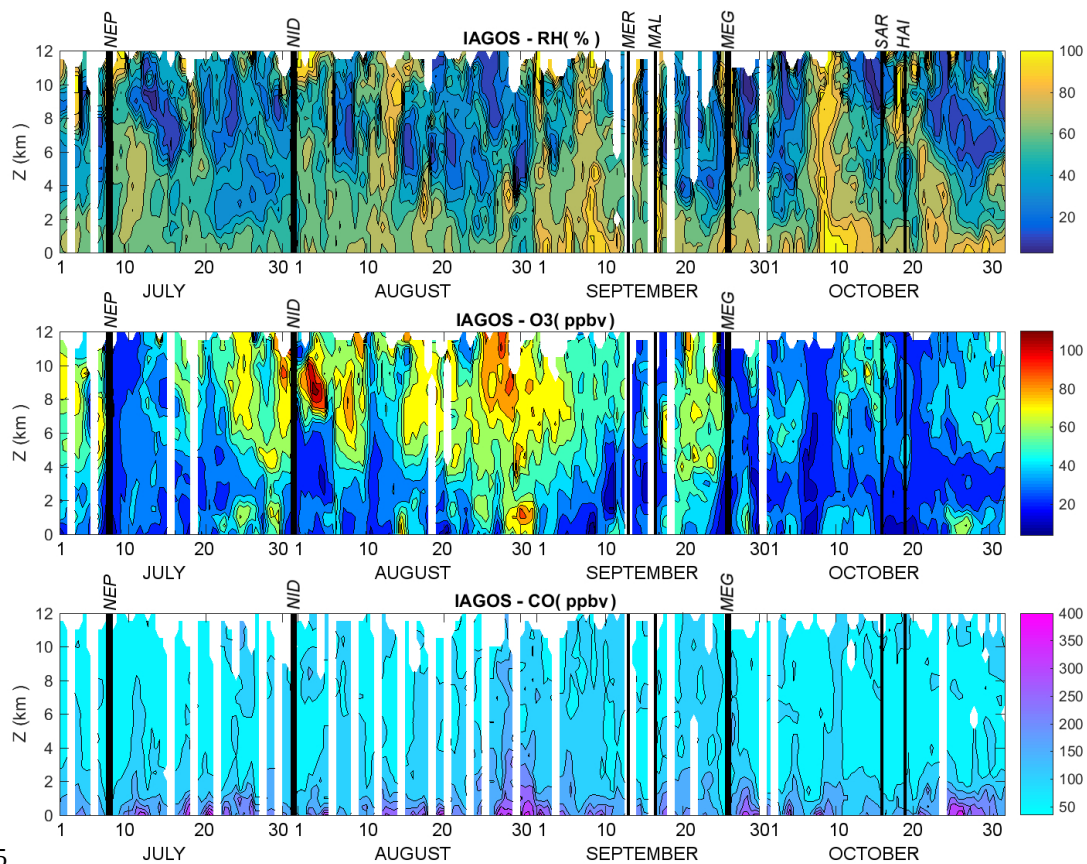 NEP NID MER MAL MEG SAR HAI
IAGOS - RH( % )
12 10 8 6 4 2 0
Z (km )
100 80 60 40 20
1 10 20 30 1 10 20 30 1 10 20 30 1 10 20 30
JULY AUGUST SEPTEMBER OCTOBER
NEP NID MEG
IAGOS - O3( ppbv )
12 10 8 6 4 2 0
Z (km )
100 80 60 40 20
1 10 20 30 1 10 20 30 1 10 20 30 1 10 20 30
JULY AUGUST SEPTEMBER OCTOBER
NEP NID MEG
IAGOS - CO( ppbv )
12 10 8 6 4 2 0
Z (km )
400 350 300 250 200 150 100 50
1 10 20 30 1 10 20 30 1 10 20 30 1 10 20 30
JULY AUGUST SEPTEMBER OCTOBER
5